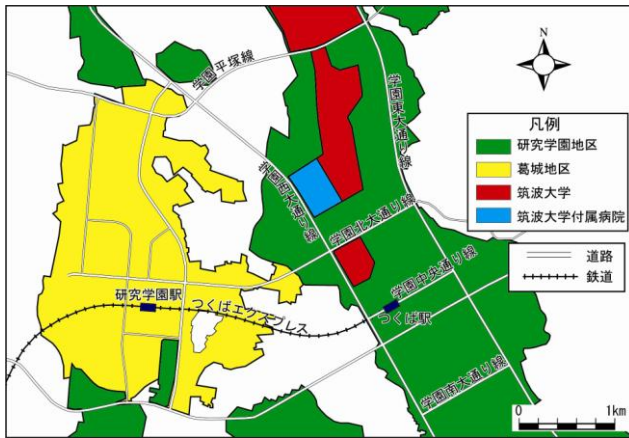 学園平塚線
学園東大通り線
N
凡例
研究学園地区
葛城地区
筑波大学
筑波大学付属病院
道路
鉄道
学園西大通り線
学園北大通り線
学園中央通り線
研究学園駅
つくばエクスプレス
つくば駅
学園南大通り線
0
1km